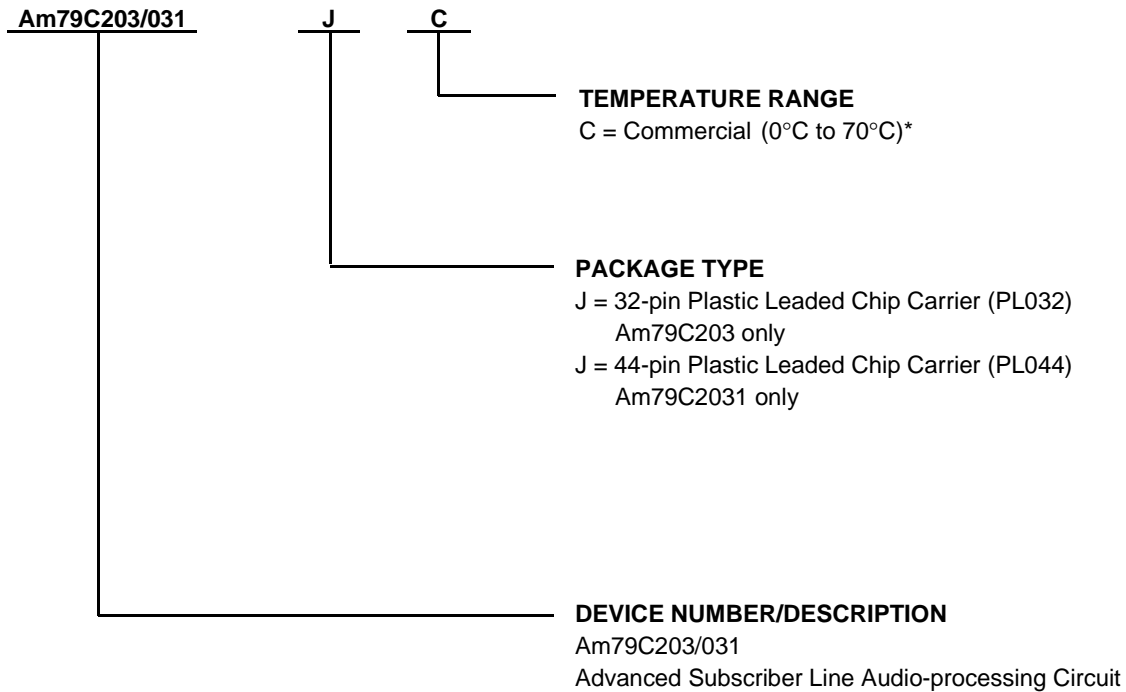 Am79C203/031 J C
TEMPERATURE RANGE
C = Commercial (0°C to 70°C)*
PACKAGE TYPE
J = 32-pin Plastic Leaded Chip Carrier (PL032)
Am79C203 only
J = 44-pin Plastic Leaded Chip Carrier (PL044)
Am79C2031 only
DEVICE NUMBER/DESCRIPTION
Am79C203/031
Advanced Subscriber Line Audio-processing Circuit